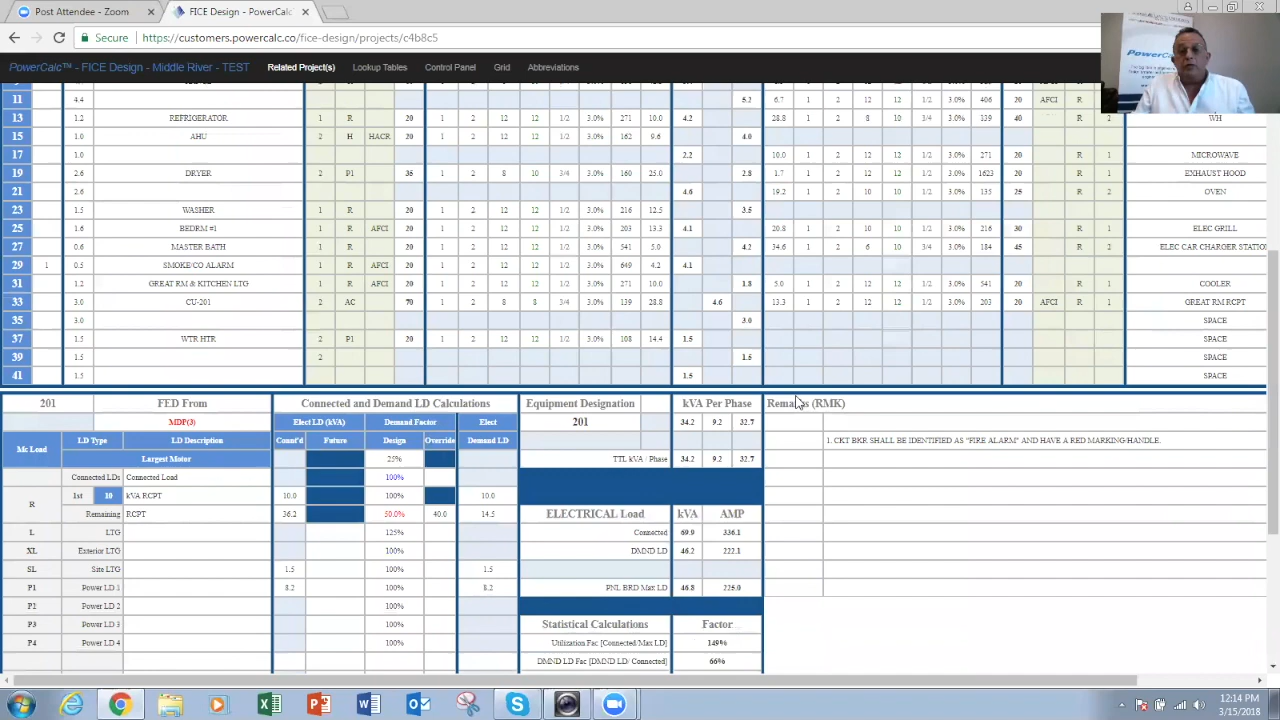 Post Attendee - Zoom
FICE Design - PowerCalc
Secure
https://customers.powercalc.co/fice-design/projects/c4b8c5
PowerCalc™ - FICE Design - Middle River - TEST
Related Project(s)
Lookup Tables
Control Panel
Grid
Abbreviations
11 4.4 5.2 6.7 1 2 12 12 1/2 3.0% 406 20 AFCI R 1
13 1.2 REFRIGERATOR 1 R 20 1 2 12 12 1/2 3.0% 271 10.0 4.2 28.8 1 2 8 10 3/4 3.0% 139 40 R 2 WH
15 1.0 AHU 2 H HACR 20 1 2 12 12 1/2 3.0% 162 9.6 4.0
17 1.0 2.2 10.0 1 2 12 12 1/2 3.0% 271 20 R 1 MICROWAVE
19 2.6 DRYER 2 P1 35 1 2 8 10 3/4 3.0% 160 25.0 2.8 1.7 1 2 12 12 1/2 3.0% 1623 20 R 1 EXHAUST HOOD
21 2.6 4.6 19.2 1 2 10 10 1/2 3.0% 135 25 R 2 OVEN
23 1.5 WASHER 1 R 20 1 2 12 12 1/2 3.0% 216 12.5 3.5
25 1.6 BEDRM #1 1 R AFCI 20 1 2 12 12 1/2 3.0% 216 13.3 4.1 20.8 1 2 10 10 1/2 3.0% 216 30 R 1 ELEC GRILL
27 0.6 MASTER BATH 1 R 20 1 2 12 12 1/2 3.0% 541 5.0 4.2 34.6 1 2 6 10 3/4 3.0% 184 45 R 2 ELEC CAR CHARGER STATIO
29 1 0.5 SMOKE/CO ALARM 1 R AFCI 20 1 2 12 12 1/2 3.0% 649 4.2 4.1
31 1.2 GREAT RM & KITCHEN LTG 1 R AFCI 20 1 2 12 12 1/2 3.0% 271 10.0 1.8 5.0 1 2 12 12 1/2 3.0% 541 20 R 1 COOLER
33 3.0 CU-201 2 AC 70 1 2 8 8 3/4 3.0% 139 28.8 4.6 13.3 1 2 12 12 1/2 3.0% 203 20 AFCI R 1 GREAT RM RCPT
35 3.0 3.0 SPACE
37 1.5 WTR HTR 2 P1 20 1 2 12 12 1/2 3.0% 108 14.4 1.5 SPACE
39 1.5 2 1.5 SPACE
41 1.5 1.5 SPACE
201 FED From Connected and Demand LD Calculations Equipment Designation kVA Per Phase Remarks (RMK)
MDP(3) Elect LD (kVA) Demand Factor Elect 201 34.2 9.2 32.7
Mc Load LD Type LD Description Count'd Future Design Override Demand LD 1. CKT BKR SHALL BE IDENTIFIED AS "FIRE ALARM" AND HAVE A RED MARKING/HANDLE.
Largest Motor 25% TTL kVA / Phase 34.2 9.2 32.7
Connected LDs Connected Load 100%
R 1st 10 kVA RCPT 10.0 100% 10.0
Remaining RCPT 36.2 50.0% 40.0 14.5 ELECTRICAL Load kVA AMP
L LTG 125% Connected 69.9 336.1
XL Exterior LTG 100% DMND LD 46.2 222.1
SL Site LTG 1.5 100% 1.5
P1 Power LD 1 8.2 100% 8.2 PNL BRD Max LD 46.8 225.0
P2 Power LD 2 100%
P3 Power LD 3 100% Statistical Calculations Factor
P4 Power LD 4 100% Utilization Fac [Connected/Max LD] 149%
DMND LD Fac [DMND LD/ Connected] 66%
12:14 PM
3/15/2018